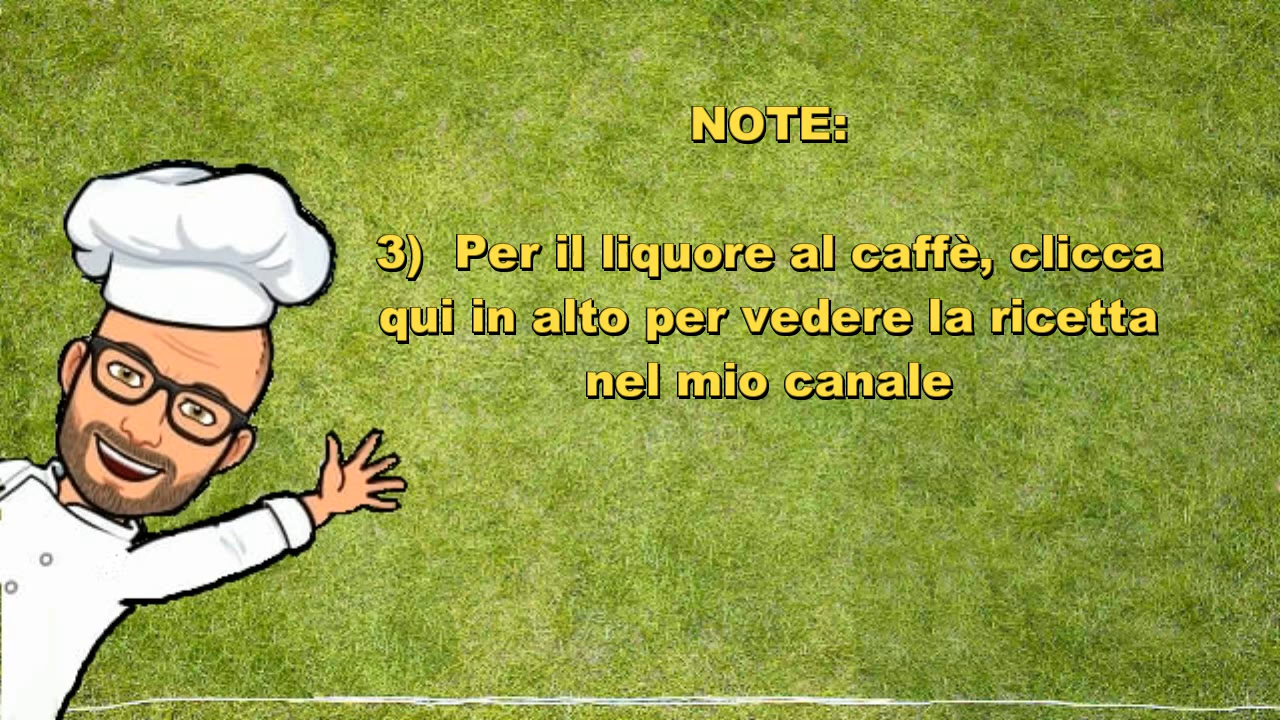 NOTE:
3) Per il liquore al caffè, clicca
qui in alto per vedere la ricetta
nel mio canale